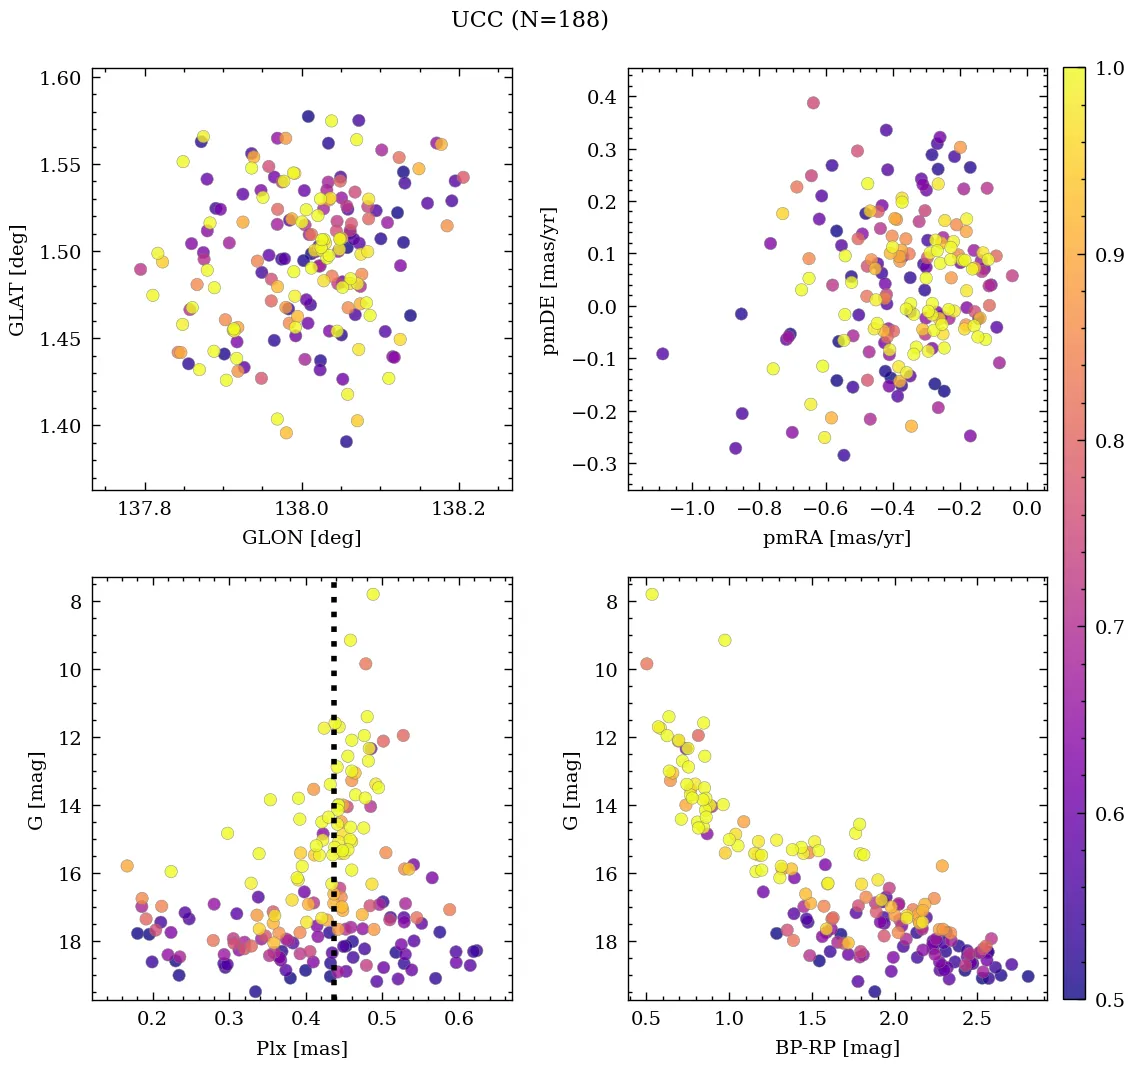 UCC (N=188)
1.60
1.55
1.50
1.45
1.40
GLAT [deg]
137.8 138.0 138.2
GLON [deg]
0.4
0.3
0.2
0.1
0.0
−0.1
−0.2
−0.3
pmDE [mas/yr]
−1.0 −0.8 −0.6 −0.4 −0.2 0.0
pmRA [mas/yr]
1.0
0.9
0.8
0.7
0.6
0.5
8
10
12
14
16
18
G [mag]
0.2 0.3 0.4 0.5 0.6
Plx [mas]
8
10
12
14
16
18
G [mag]
0.5 1.0 1.5 2.0 2.5
BP-RP [mag]